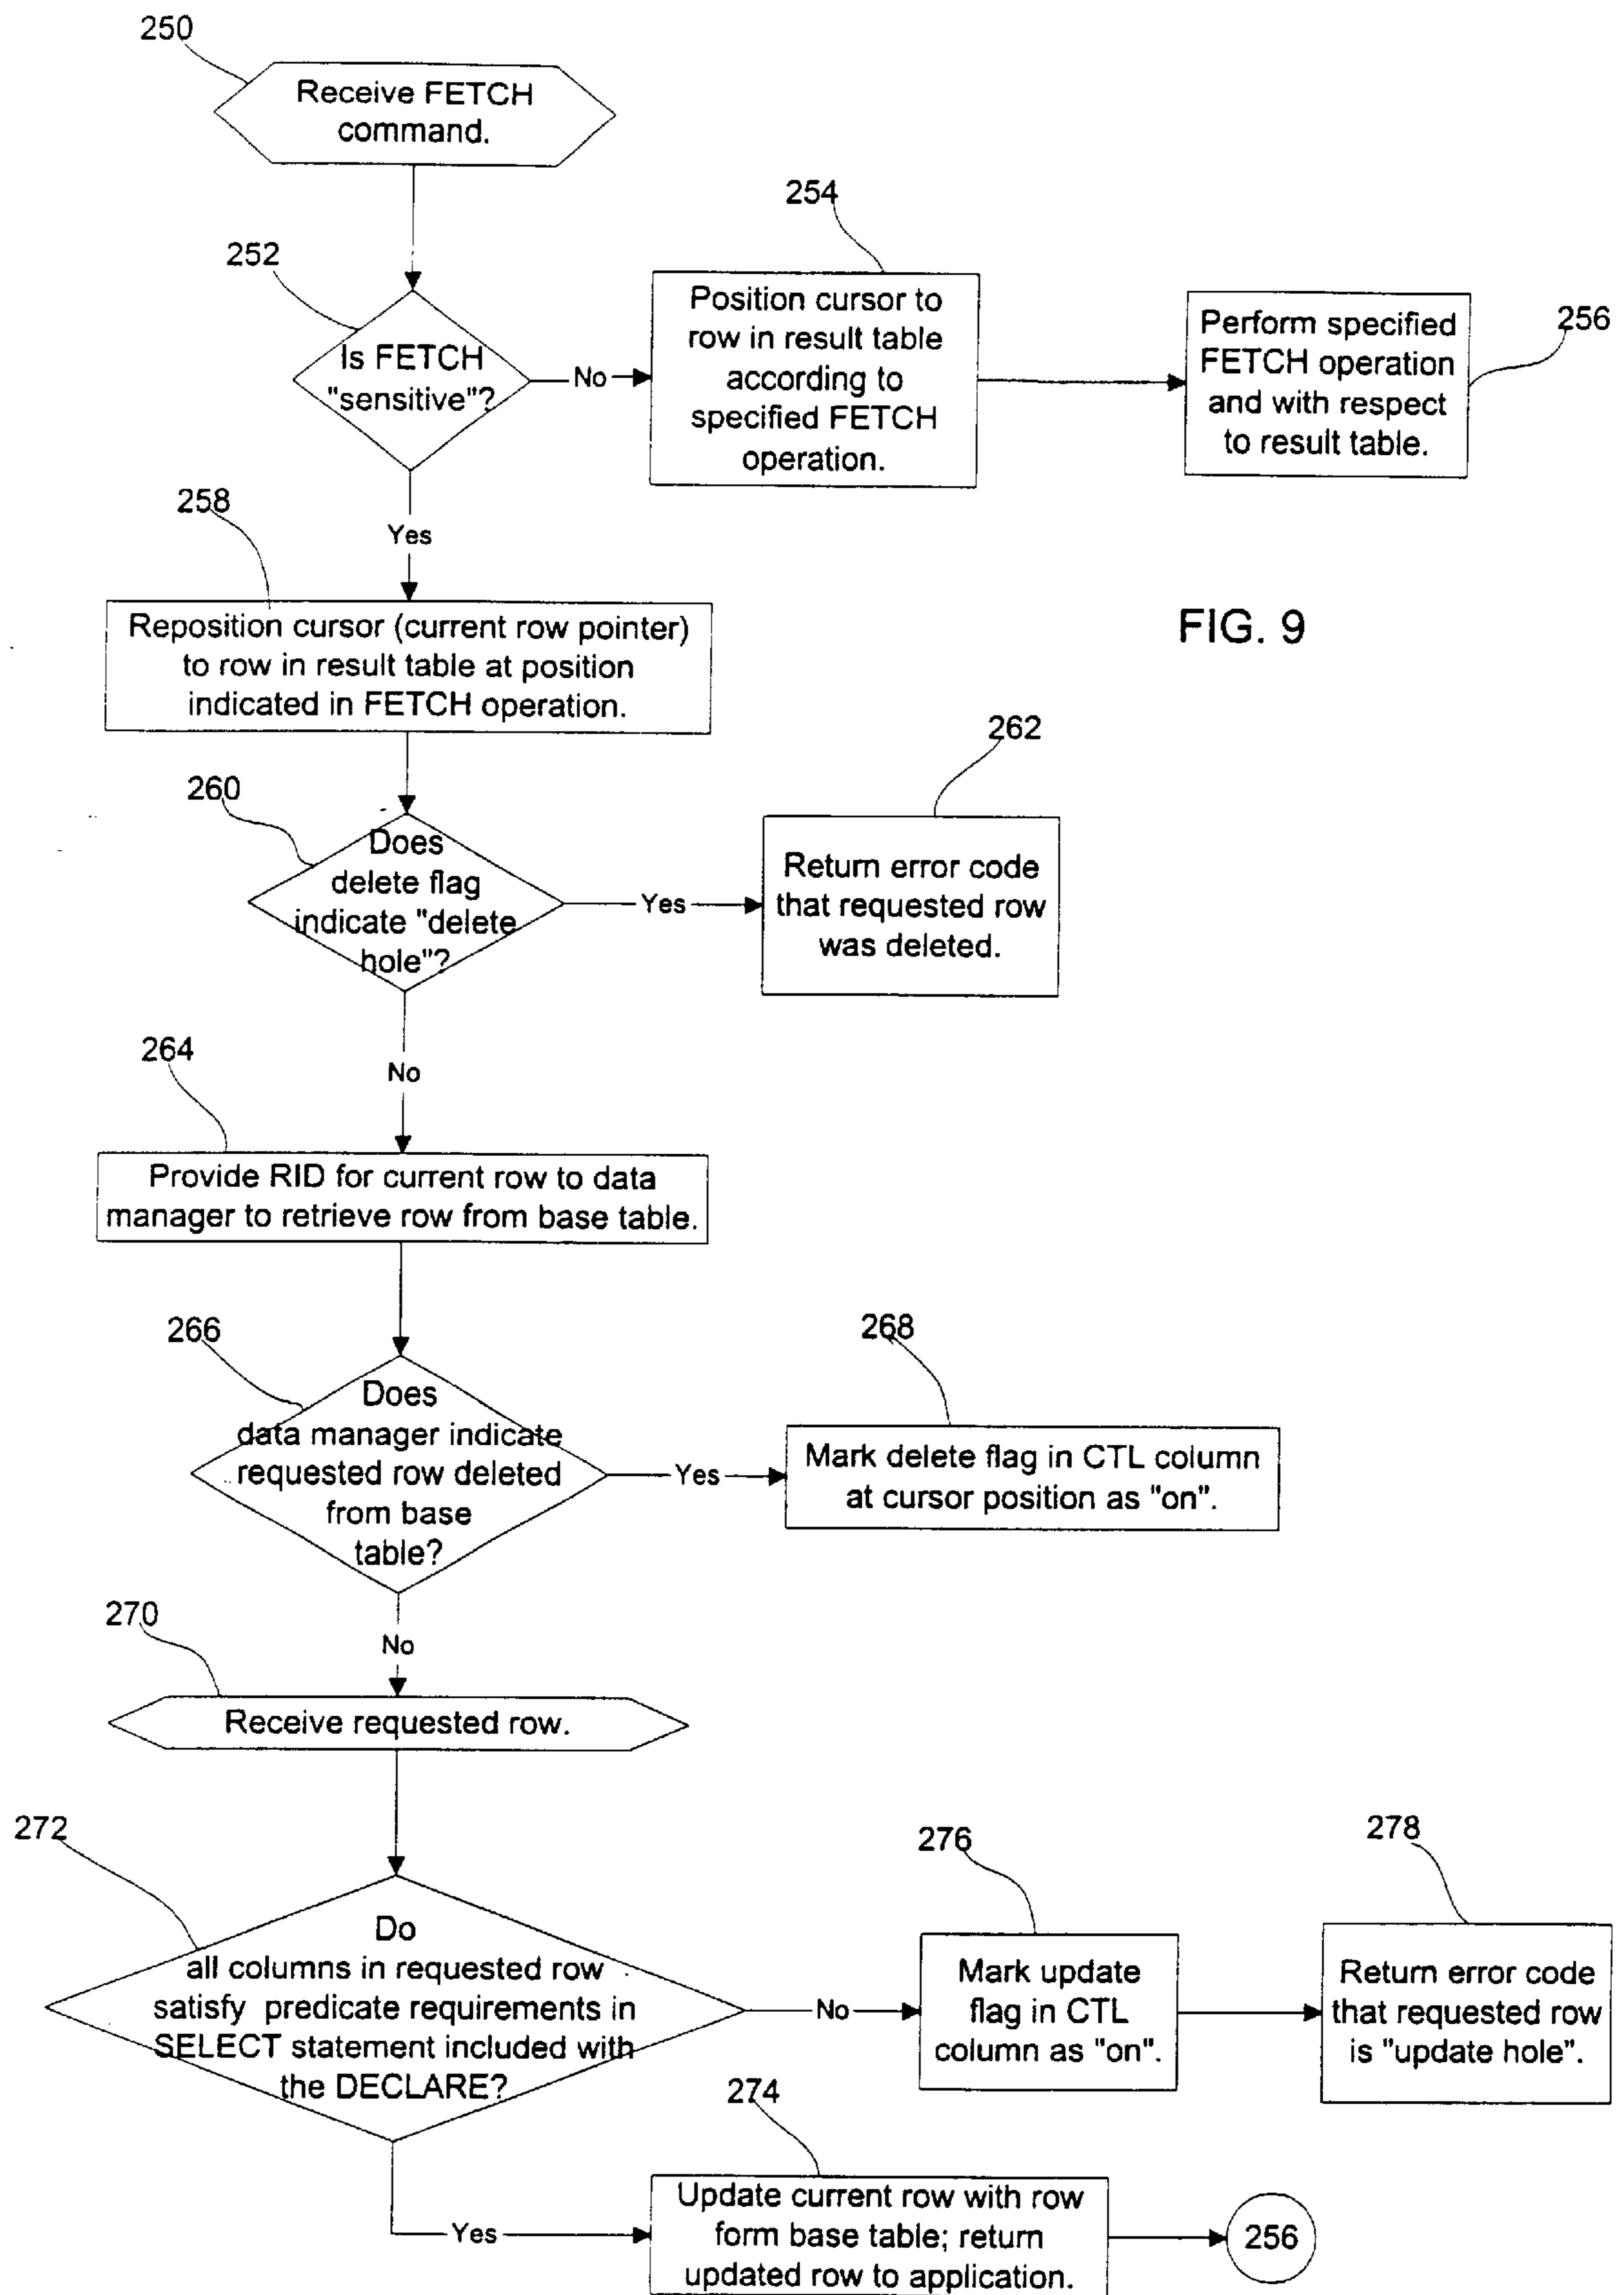 250
Receive FETCH
command.
254
252
Is FETCH
"sensitive"?
No
Position cursor to
row in result table
according to
specified FETCH
operation.
Perform specified
FETCH operation
and with respect
to result table.
256
258
Yes
Reposition cursor (current row pointer)
to row in result table at position
indicated in FETCH operation.
FIG. 9
262
260
Does
delete flag
indicate "delete
hole"?
Yes
Return error code
that requested row
was deleted.
264
No
Provide RID for current row to data
manager to retrieve row from base table.
266
268
Does
data manager indicate
requested row deleted
from base
table?
Yes
Mark delete flag in CTL column
at cursor position as "on".
270
No
Receive requested row.
272
276
278
Do
all columns in requested row
satisfy predicate requirements in
SELECT statement included with
the DECLARE?
No
Mark update
flag in CTL
column as "on".
Return error code
that requested row
is "update hole".
274
Yes
Update current row with row
form base table; return
updated row to application.
256